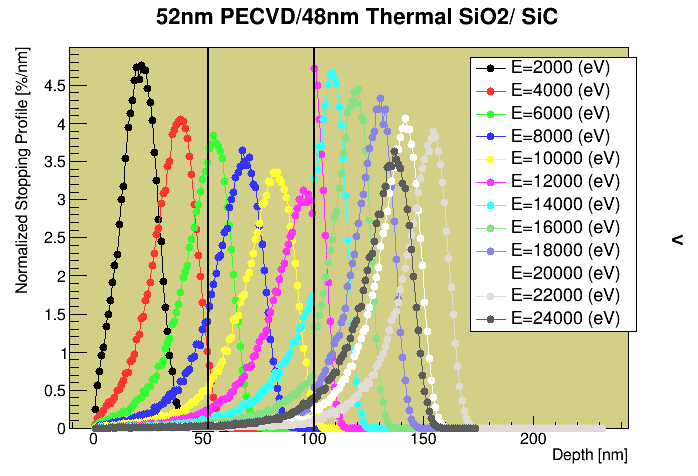 52nm PECVD/48nm Thermal SiO2/ SiC
Normalized Stopping Profile [%/nm]
4.5
4
3.5
3
2.5
2
1.5
1
0.5
0
E=2000 (eV)
E=4000 (eV)
E=6000 (eV)
E=8000 (eV)
E=10000 (eV)
E=12000 (eV)
E=14000 (eV)
E=16000 (eV)
E=18000 (eV)
E=20000 (eV)
E=22000 (eV)
E=24000 (eV)
<
0 50 100 150 200
Depth [nm]